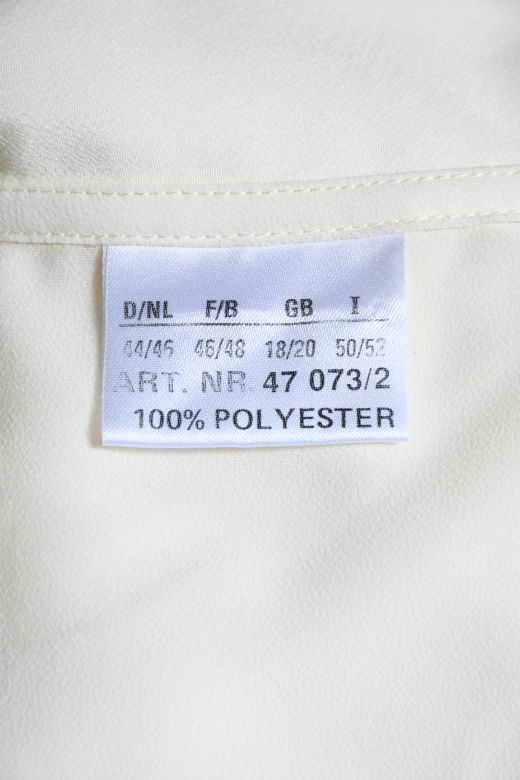 D/NL F/B GB I
44/46 46/48 18/20 50/52
ART. NR. 47 073/2
100% POLYESTER